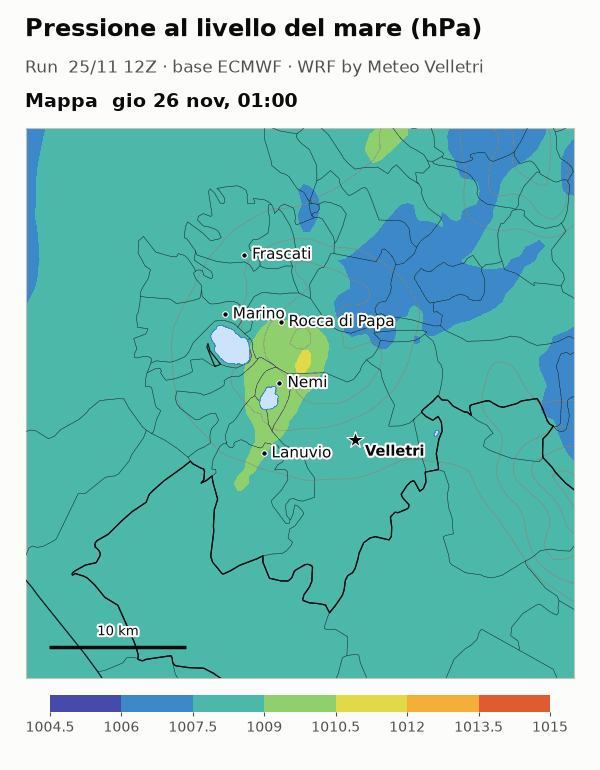 Pressione al livello del mare (hPa)
Run  25/11 12Z · base ECMWF · WRF by Meteo Velletri
Mappa  gio 26 nov, 01:00
Frascati
Marino
Rocca di Papa
Nemi
Lanuvio
Velletri
10 km
1004.5 1006 1007.5 1009 1010.5 1012 1013.5 1015